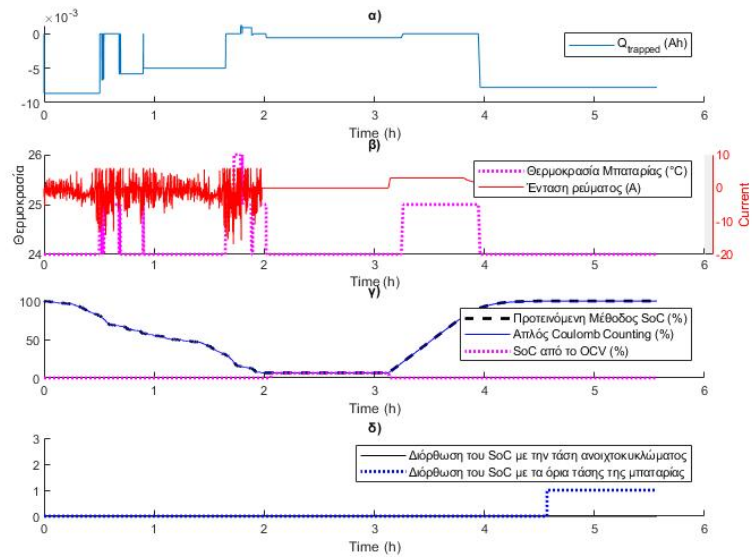 ×10⁻³
α)
0
-5
-10
Q_trapped (Ah)
0 1 2 3 4 5 6
Time (h)
β)
26
25
24
Θερμοκρασία
Θερμοκρασία Μπαταρίας (°C)
Ένταση ρεύματος (A)
10
0
-10
-20
Current
0 1 2 3 4 5 6
Time (h)
γ)
100
50
0
Προτεινόμενη Μέθοδος SoC (%)
Απλός Coulomb Counting (%)
SoC από το OCV (%)
0 1 2 3 4 5 6
Time (h)
δ)
3
2
1
0
Διόρθωση του SoC με την τάση ανοιχτοκυκλώματος
Διόρθωση του SoC με τα όρια τάσης της μπαταρίας
0 1 2 3 4 5 6
Time (h)